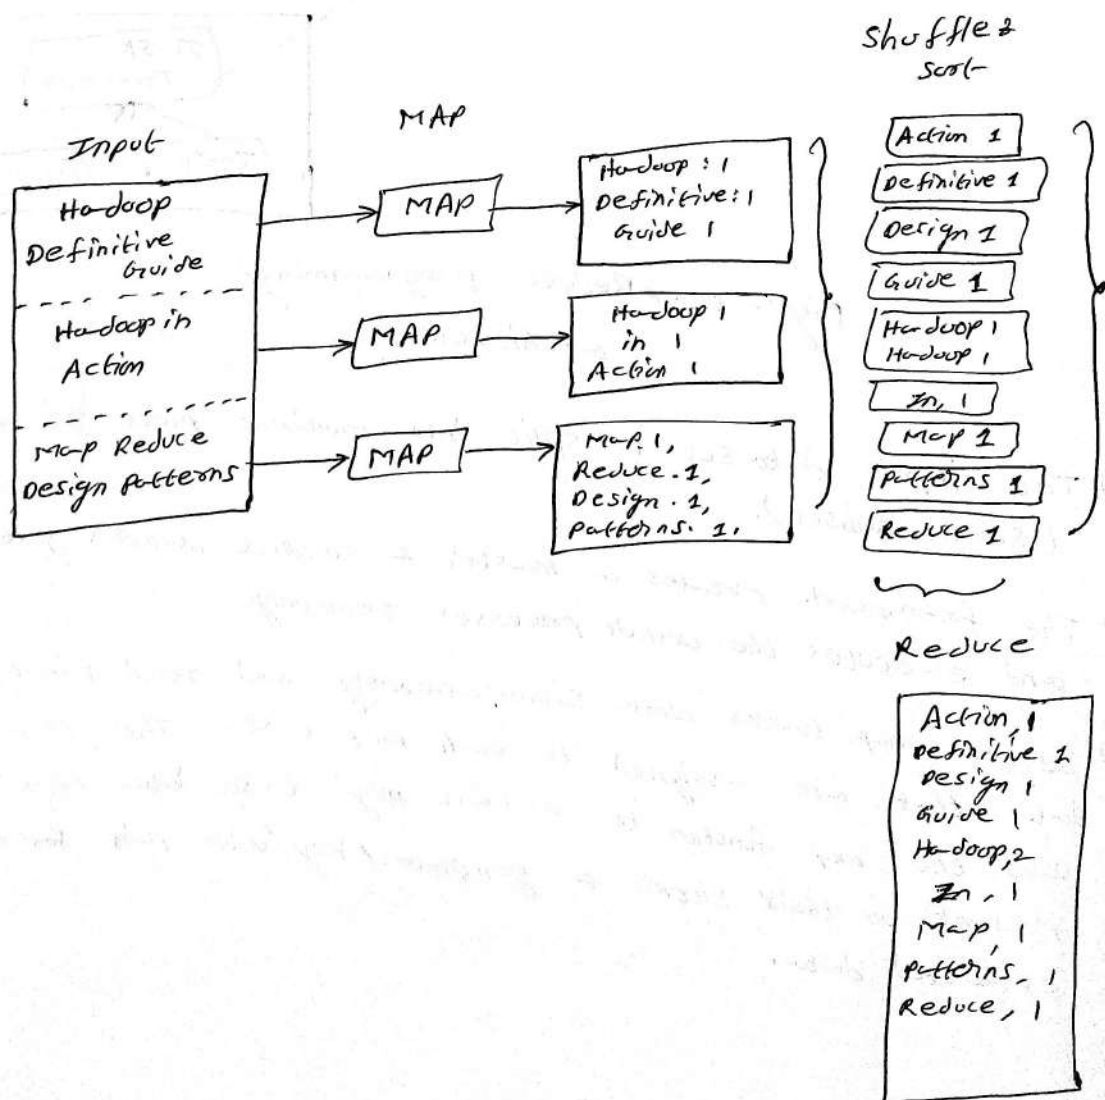 Shuffle &
Sort
MAP
Input
Hadoop
Definitive
Guide
Hadoop in
Action
Map Reduce
Design patterns
MAP
MAP
MAP
Hadoop : 1
Definitive : 1
Guide 1
Hadoop 1
in 1
Action 1
Map 1,
Reduce . 1,
Design . 1,
Patterns . 1.
Action 1
Definitive 1
Design 1
Guide 1
Hadoop 1
Hadoop 1
In, 1
Map 1
Patterns 1
Reduce 1
Reduce
Action, 1
Definitive 1
Design 1
Guide 1
Hadoop, 2
In, 1
Map, 1
Patterns, 1
Reduce, 1